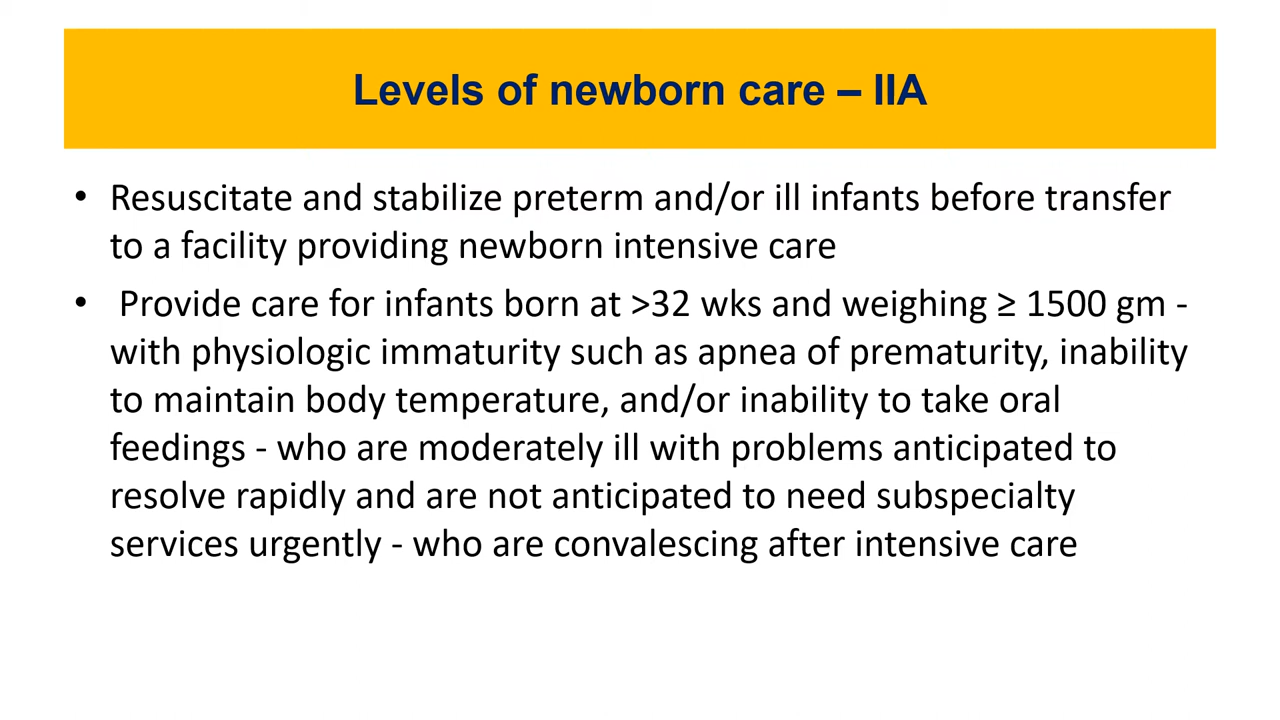 Levels of newborn care – IIA
• Resuscitate and stabilize preterm and/or ill infants before transfer
to a facility providing newborn intensive care
• Provide care for infants born at >32 wks and weighing ≥ 1500 gm -
with physiologic immaturity such as apnea of prematurity, inability
to maintain body temperature, and/or inability to take oral
feedings - who are moderately ill with problems anticipated to
resolve rapidly and are not anticipated to need subspecialty
services urgently - who are convalescing after intensive care